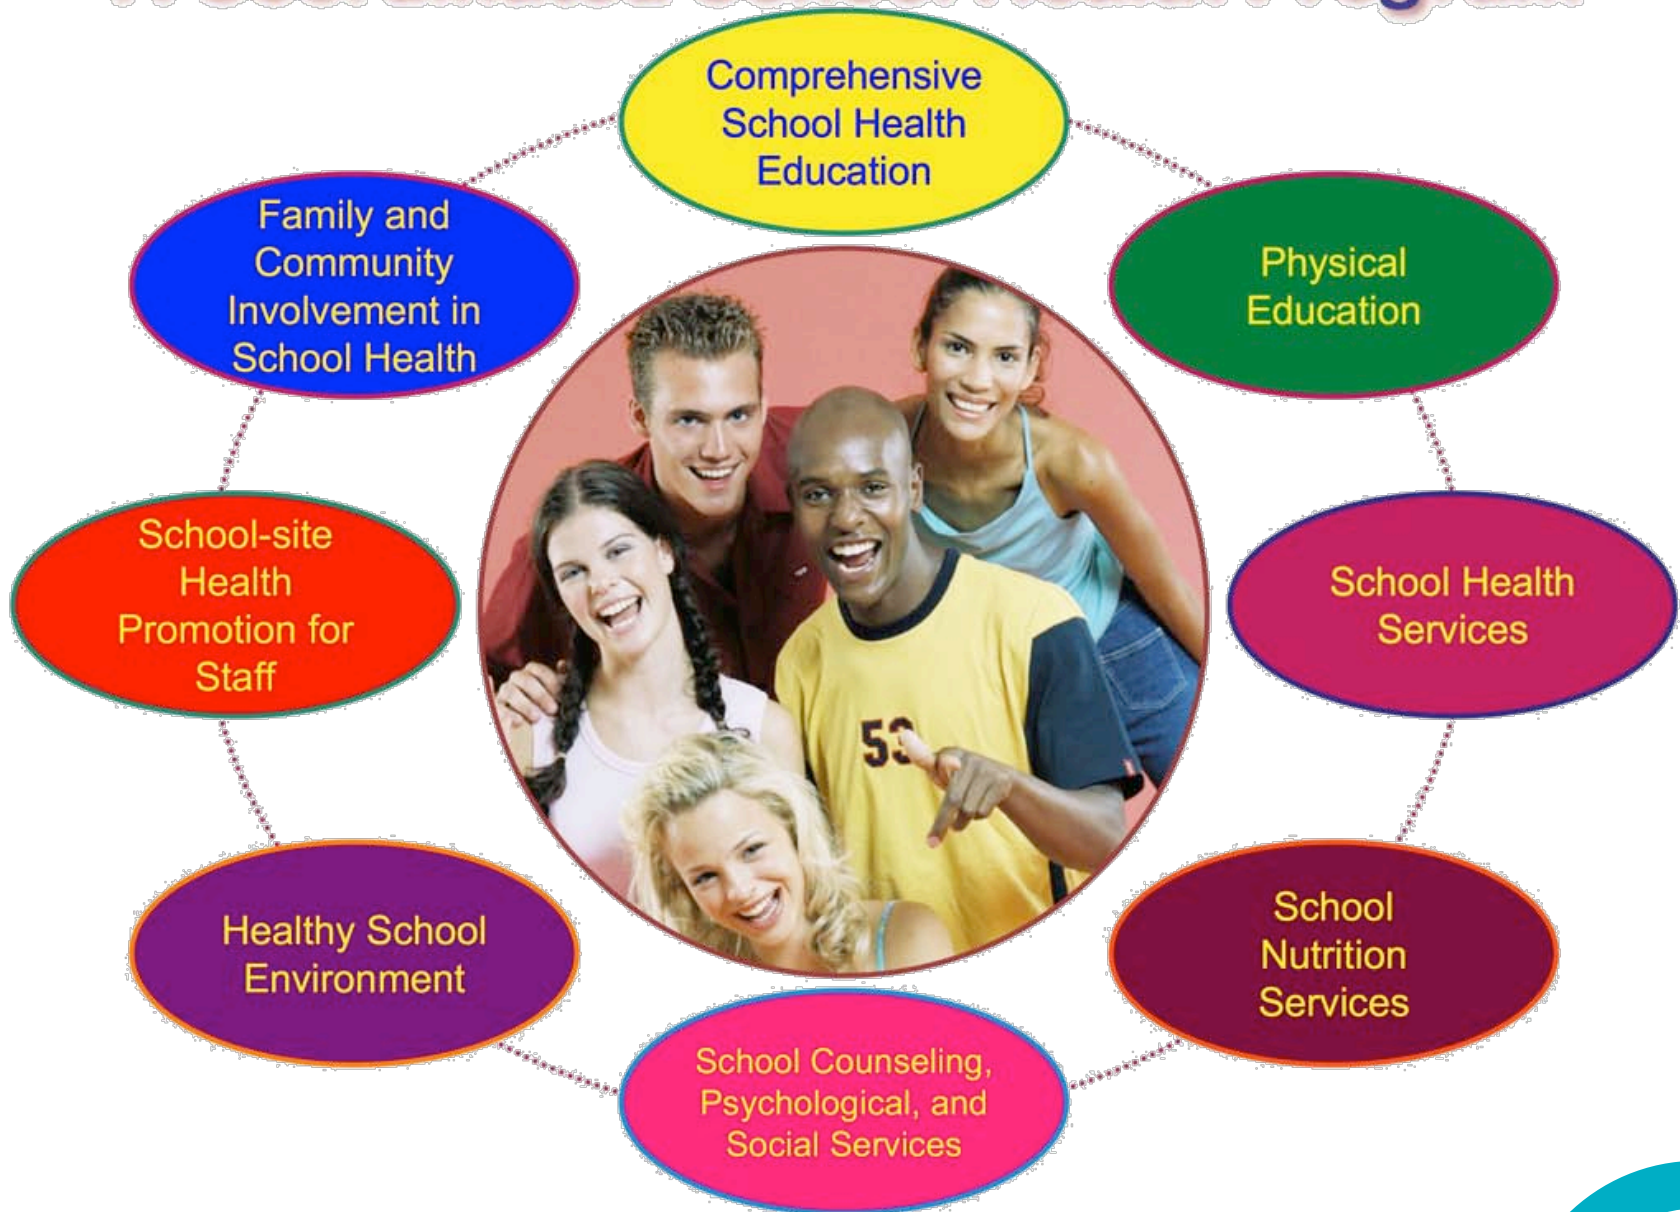 Comprehensive
School Health
Education
Physical
Education
School Health
Services
School
Nutrition
Services
School Counseling,
Psychological, and
Social Services
Healthy School
Environment
School-site
Health
Promotion for
Staff
Family and
Community
Involvement in
School Health
53